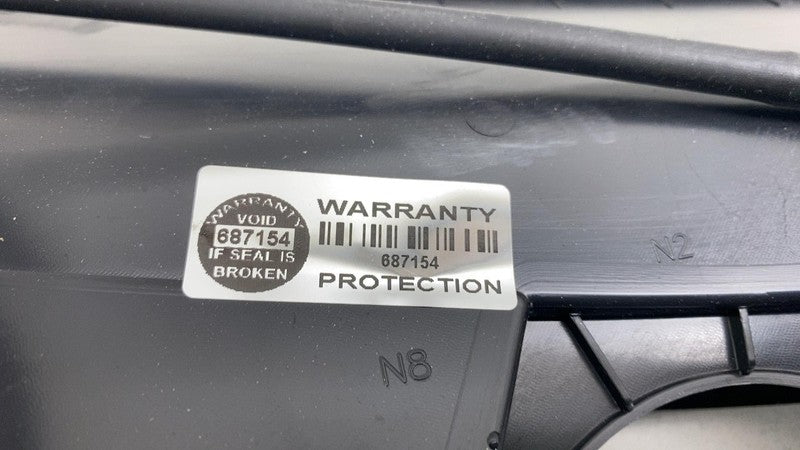 WARRANTY
VOID
687154
IF SEAL IS
BROKEN
WARRANTY
687154
PROTECTION
N2
N8